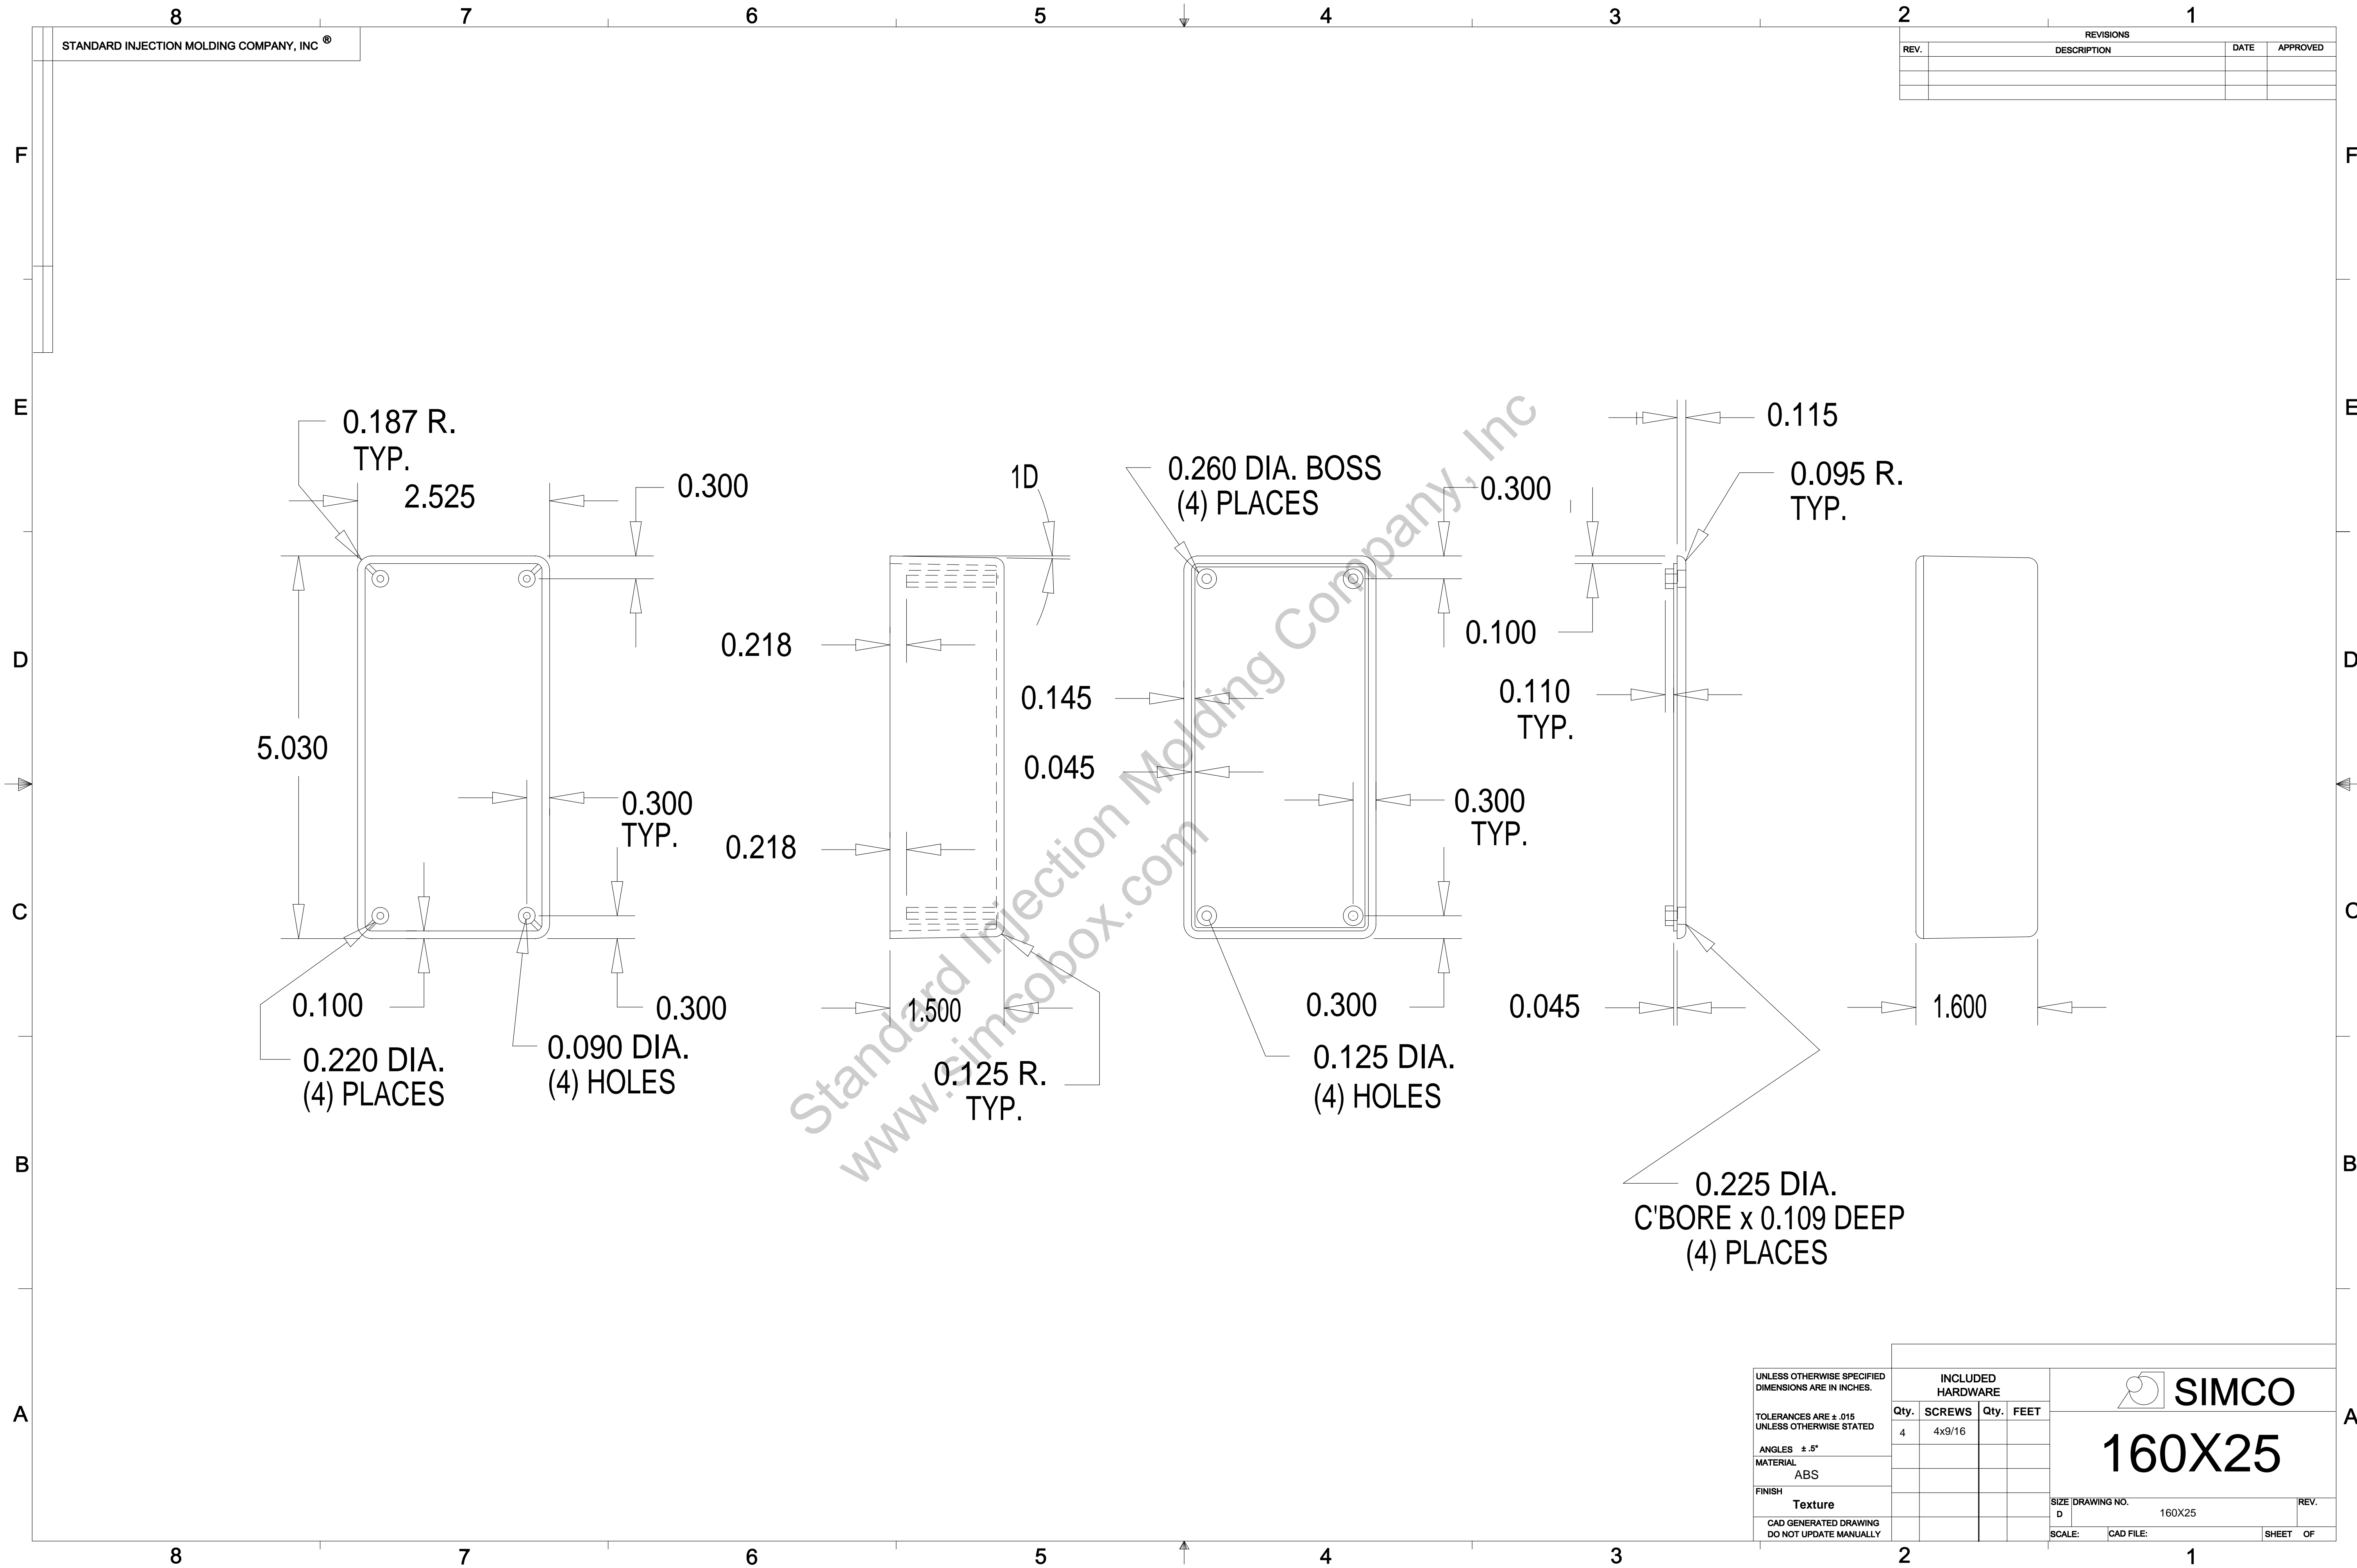 8 7 6 5 4 3 2 1
STANDARD INJECTION MOLDING COMPANY, INC ®
REVISIONS
REV. DESCRIPTION DATE APPROVED
F F
E E
D D
C C
B B
A A
0.187 R.
TYP.
2.525
0.300
5.030
0.300
TYP.
0.100
0.300
0.220 DIA.
(4) PLACES
0.090 DIA.
(4) HOLES
1D
0.218
0.218
1.500
0.125 R.
TYP.
0.260 DIA. BOSS
(4) PLACES
0.300
0.145
0.045
0.300
TYP.
0.300
0.125 DIA.
(4) HOLES
0.115
0.095 R.
TYP.
0.100
0.110
TYP.
0.045
0.225 DIA.
C'BORE x 0.109 DEEP
(4) PLACES
1.600
Standard Injection Molding Company, Inc
www.simcobox.com
UNLESS OTHERWISE SPECIFIED
DIMENSIONS ARE IN INCHES.
TOLERANCES ARE ± .015
UNLESS OTHERWISE STATED
ANGLES ± .5°
MATERIAL
ABS
FINISH
Texture
CAD GENERATED DRAWING
DO NOT UPDATE MANUALLY
INCLUDED
HARDWARE
Qty. SCREWS Qty. FEET
4 4x9/16
SIMCO
160X25
SIZE DRAWING NO. REV.
D 160X25
SCALE: CAD FILE: SHEET OF
8 7 6 5 4 3 2 1